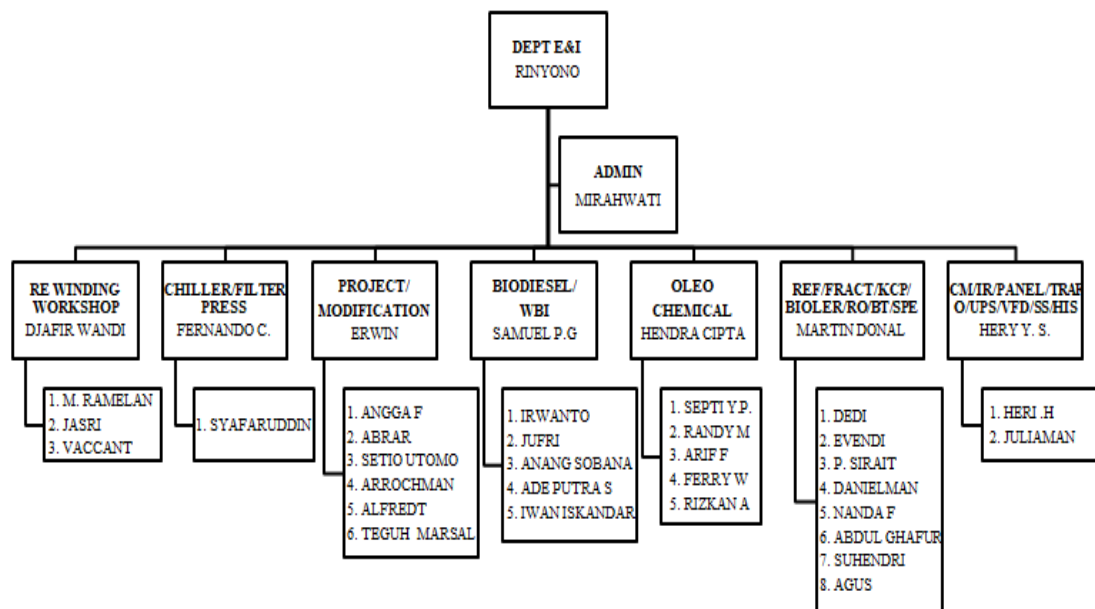 DEPT E&I
RINYONO
ADMIN
MIRAHWATI
RE WINDING
WORKSHOP
DJAFIR WANDI
CHILLER/FILTER
PRESS
FERNANDO C.
PROJECT/
MODIFICATION
ERWIN
BIODIESEL/
WBI
SAMUEL P.G
OLEO
CHEMICAL
HENDRA CIPTA
REF/FRACT/KCP/
BIOLER/RO/BT/SPE
MARTIN DONAL
CM/IR/PANEL/TRAF
O/UPS/VFD/SS/HIS
HERY Y. S.
1. M. RAMELAN
2. JASRI
3. VACCANT
1. SYAFARUDDIN
1. ANGGA F
2. ABRAR
3. SETIO UTOMO
4. ARROCHMAN
5. ALFREDT
6. TEGUH MARSAL
1. IRWANTO
2. JUFRI
3. ANANG SOBANA
4. ADE PUTRA S
5. IWAN ISKANDAR
1. SEPTI Y.P.
2. RANDY M
3. ARIF F
4. FERRY W
5. RIZKAN A
1. DEDI
2. EVENDI
3. P. SIRAIT
4. DANIELMAN
5. NANDA F
6. ABDUL GHAFUR
7. SUHENDRI
8. AGUS
1. HERI .H
2. JULIAMAN